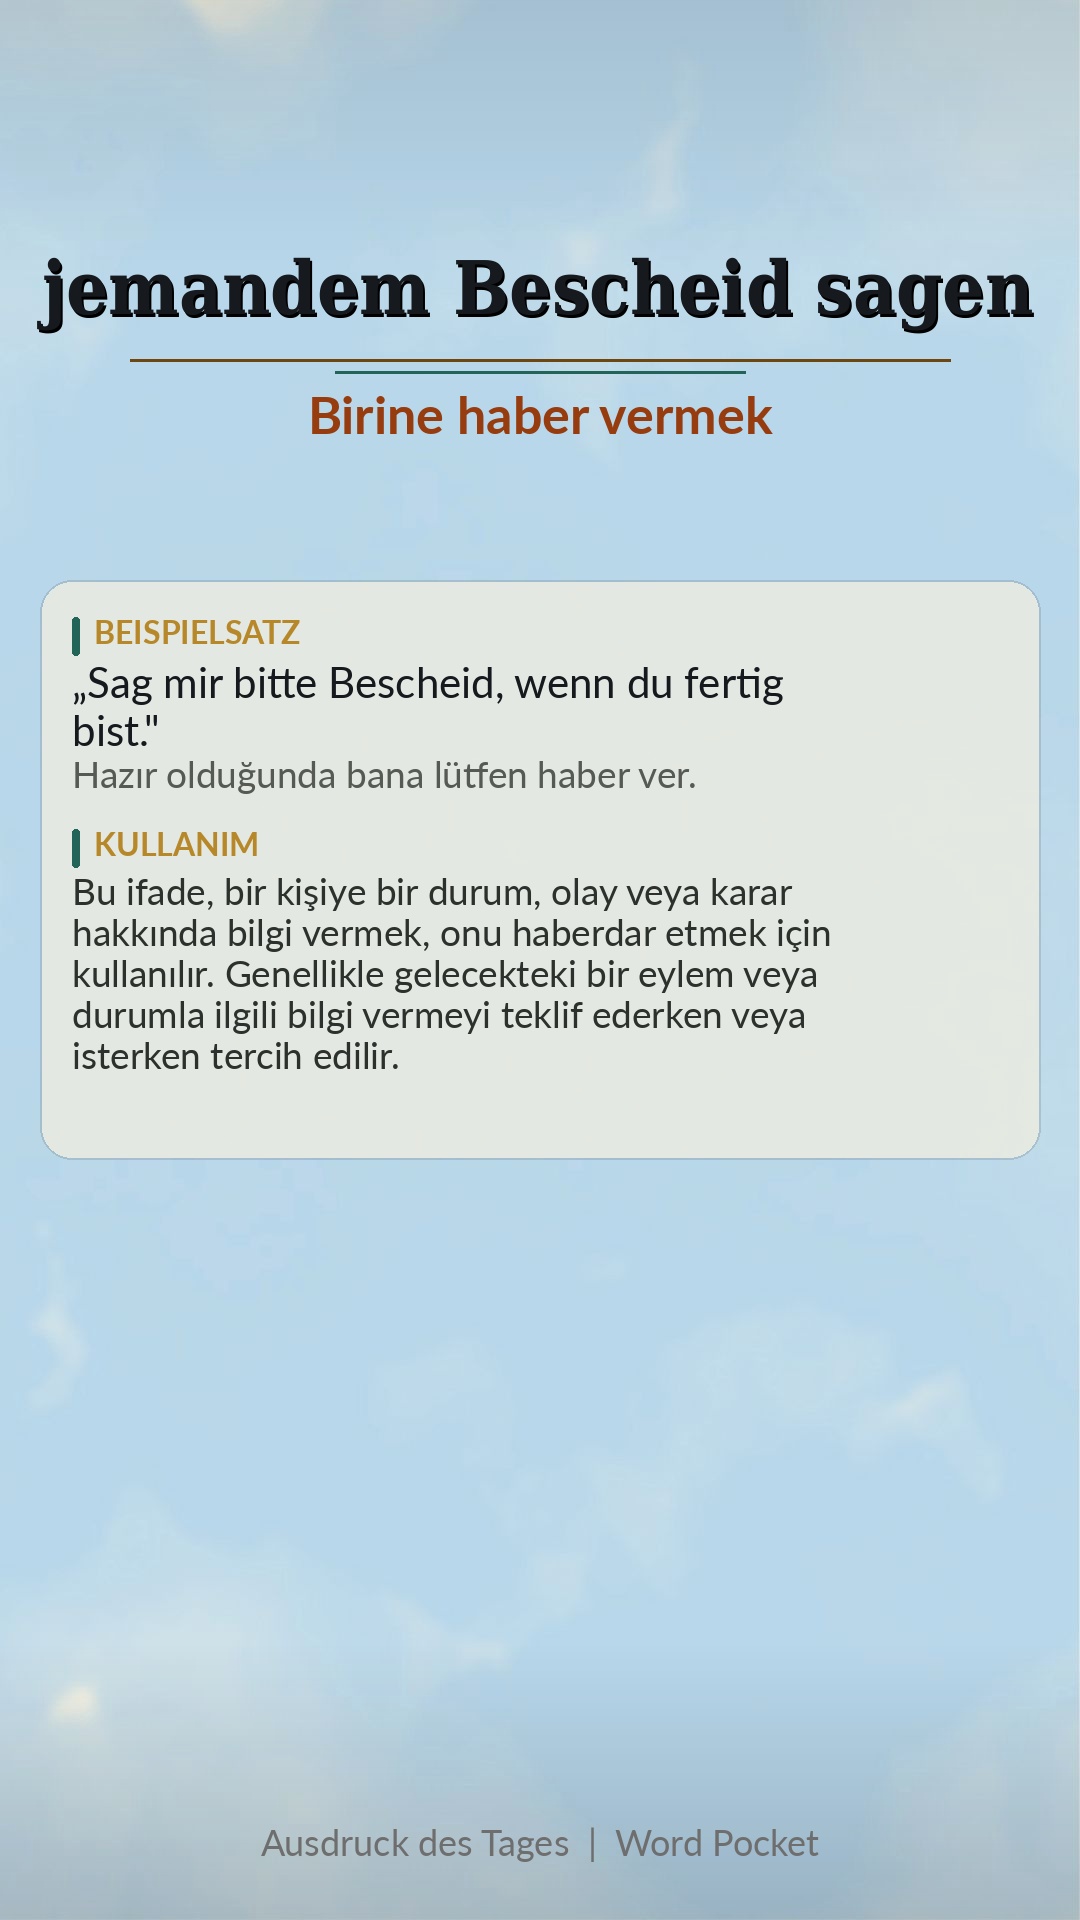 jemandem Bescheid sagen
Birine haber vermek
BEISPIELSATZ
„Sag mir bitte Bescheid, wenn du fertig
bist."
Hazır olduğunda bana lütfen haber ver.
KULLANIM
Bu ifade, bir kişiye bir durum, olay veya karar
hakkında bilgi vermek, onu haberdar etmek için
kullanılır. Genellikle gelecekteki bir eylem veya
durumla ilgili bilgi vermeyi teklif ederken veya
isterken tercih edilir.
Ausdruck des Tages | Word Pocket